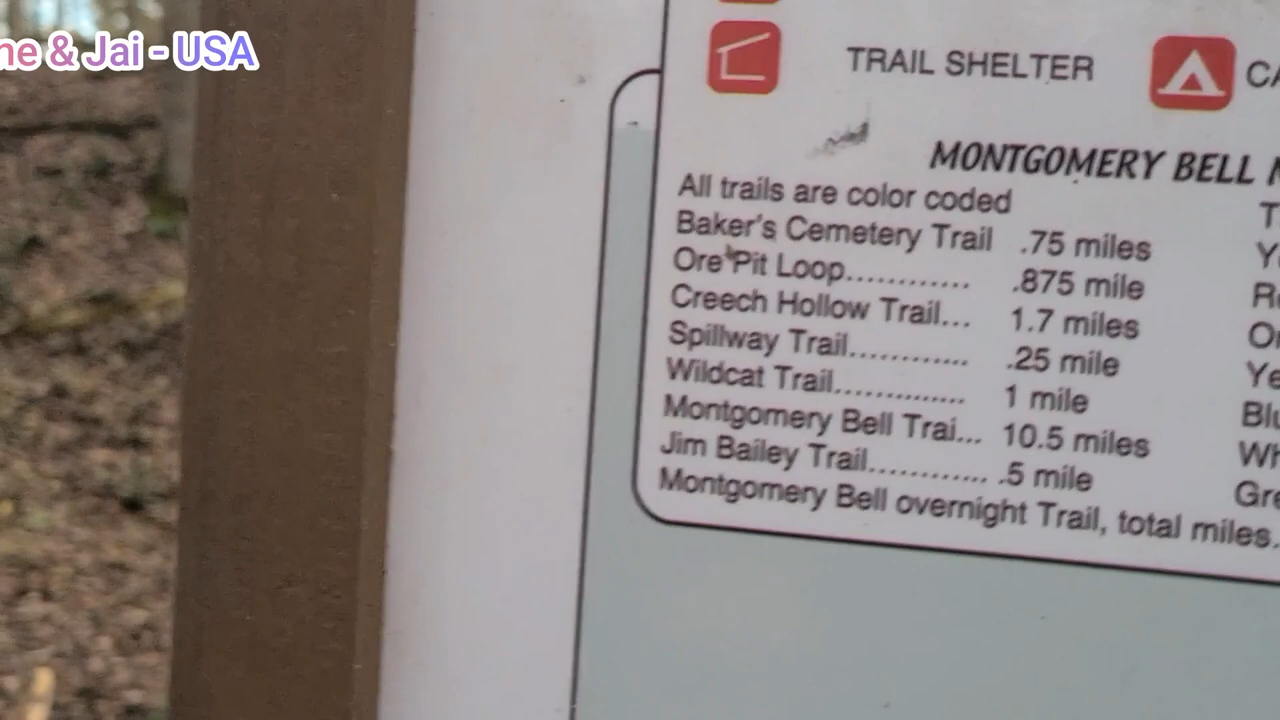 & Jai - USA
TRAIL SHELTER
MONTGOMERY BELL
All trails are color coded
Baker's Cemetery Trail .75 miles
Ore Pit Loop............ .875 mile
Creech Hollow Trail... 1.7 miles
Spillway Trail............ .25 mile
Wildcat Trail............. 1 mile
Montgomery Bell Trai... 10.5 miles
Jim Bailey Trail............ .5 mile
Montgomery Bell overnight Trail, total miles.